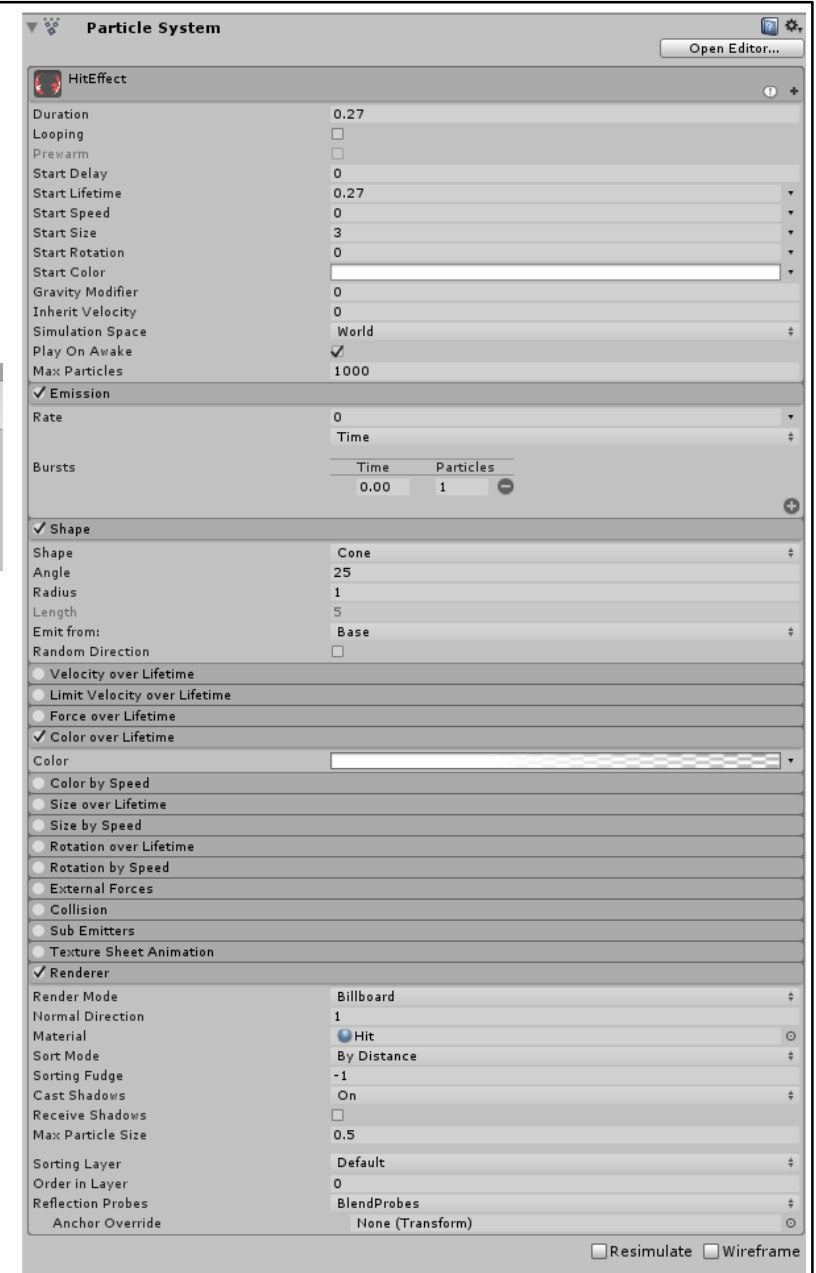 Particle System
Open Editor...
HitEffect
Duration 0.27
Looping
Prewarm
Start Delay 0
Start Lifetime 0.27
Start Speed 0
Start Size 3
Start Rotation 0
Start Color
Gravity Modifier 0
Inherit Velocity 0
Simulation Space World
Play On Awake
Max Particles 1000
Emission
Rate 0
Time
Bursts Time Particles
0.00 1
Shape
Shape Cone
Angle 25
Radius 1
Length 5
Emit from: Base
Random Direction
Velocity over Lifetime
Limit Velocity over Lifetime
Force over Lifetime
Color over Lifetime
Color
Color by Speed
Size over Lifetime
Size by Speed
Rotation over Lifetime
Rotation by Speed
External Forces
Collision
Sub Emitters
Texture Sheet Animation
Renderer
Render Mode Billboard
Normal Direction 1
Material Hit
Sort Mode By Distance
Sorting Fudge -1
Cast Shadows On
Receive Shadows
Max Particle Size 0.5
Sorting Layer Default
Order in Layer 0
Reflection Probes BlendProbes
Anchor Override None (Transform)
Resimulate Wireframe